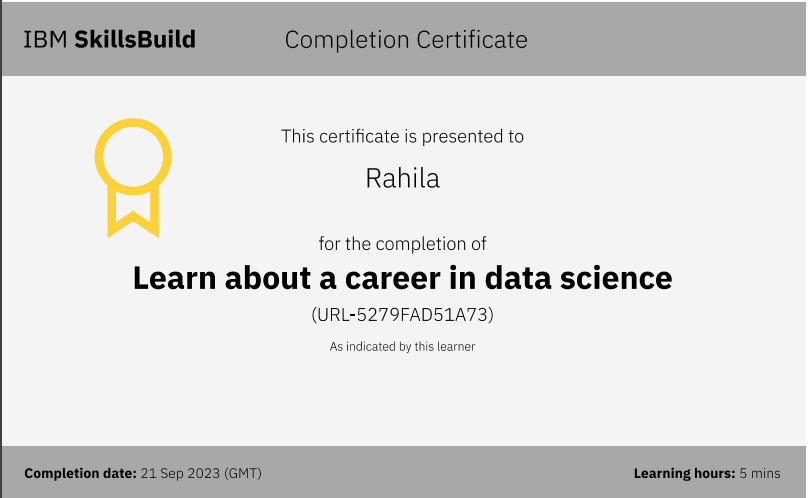 IBM SkillsBuild
Completion Certificate
This certificate is presented to
Rahila
for the completion of
Learn about a career in data science
(URL-5279FAD51A73)
As indicated by this learner
Completion date: 21 Sep 2023 (GMT)
Learning hours: 5 mins